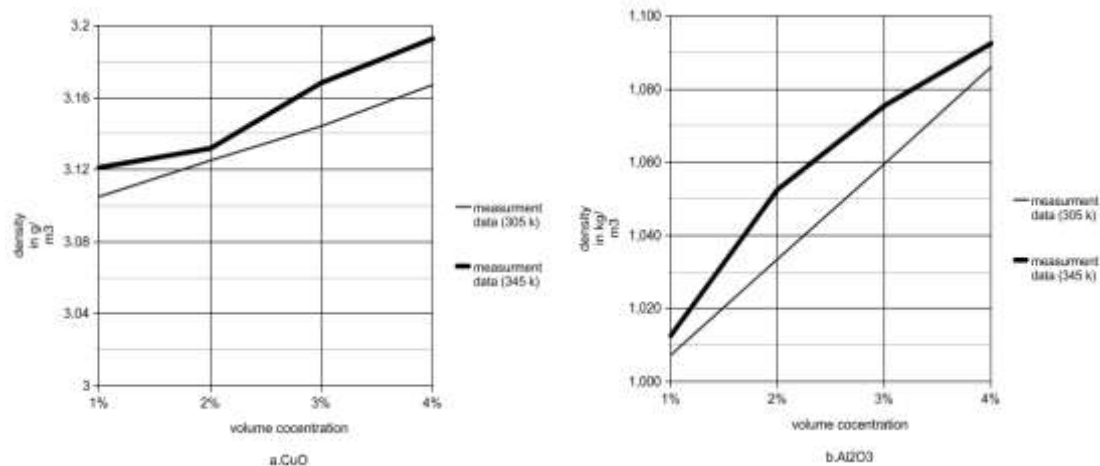 3.2
3.16
3.12
3.08
3.04
3
density
in g/
m3
1%
2%
3%
4%
volume cocentration
measurment
data (305 k)
measurment
data (345 k)
a.CuO
1.100
1,080
1,060
1,040
1,020
1,000
density
in kg/
m3
1%
2%
3%
4%
volume cocentration
measurment
data (305 k)
measurment
data (345 k)
b.Al2O3